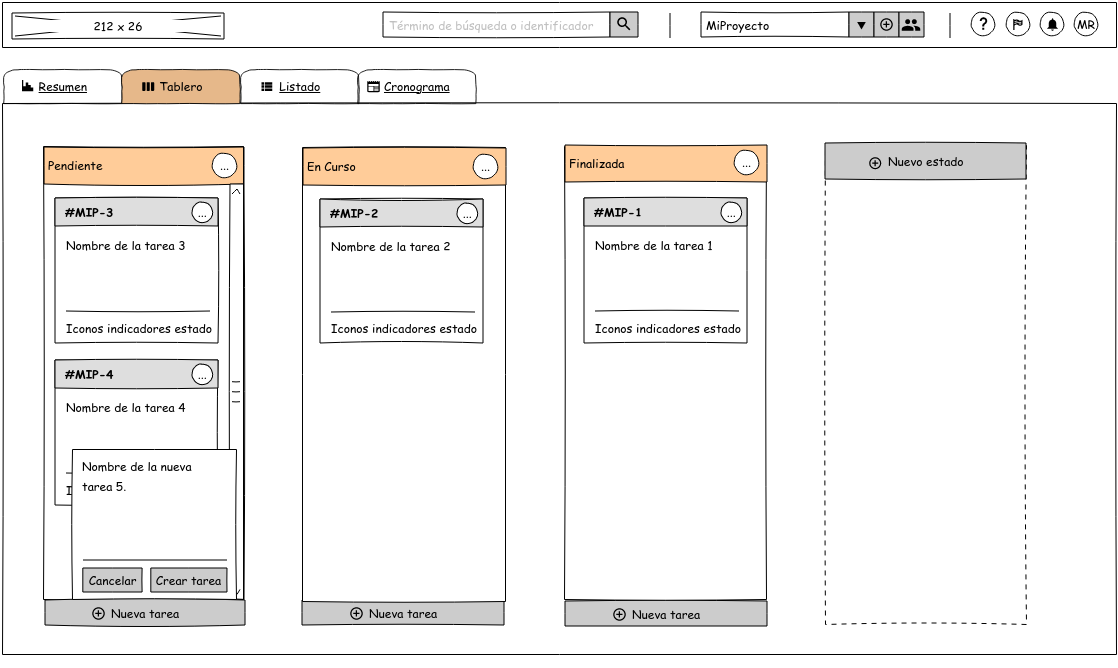 212 x 26
Término de búsqueda o identificador
MiProyecto
?
MR
Resumen
Tablero
Listado
Cronograma
Pendiente
...
#MIP-3
...
Nombre de la tarea 3
Iconos indicadores estado
#MIP-4
...
Nombre de la tarea 4
I
Nombre de la nueva
tarea 5.
Cancelar
Crear tarea
Nueva tarea
En Curso
...
#MIP-2
...
Nombre de la tarea 2
Iconos indicadores estado
Nueva tarea
Finalizada
...
#MIP-1
...
Nombre de la tarea 1
Iconos indicadores estado
Nueva tarea
Nuevo estado